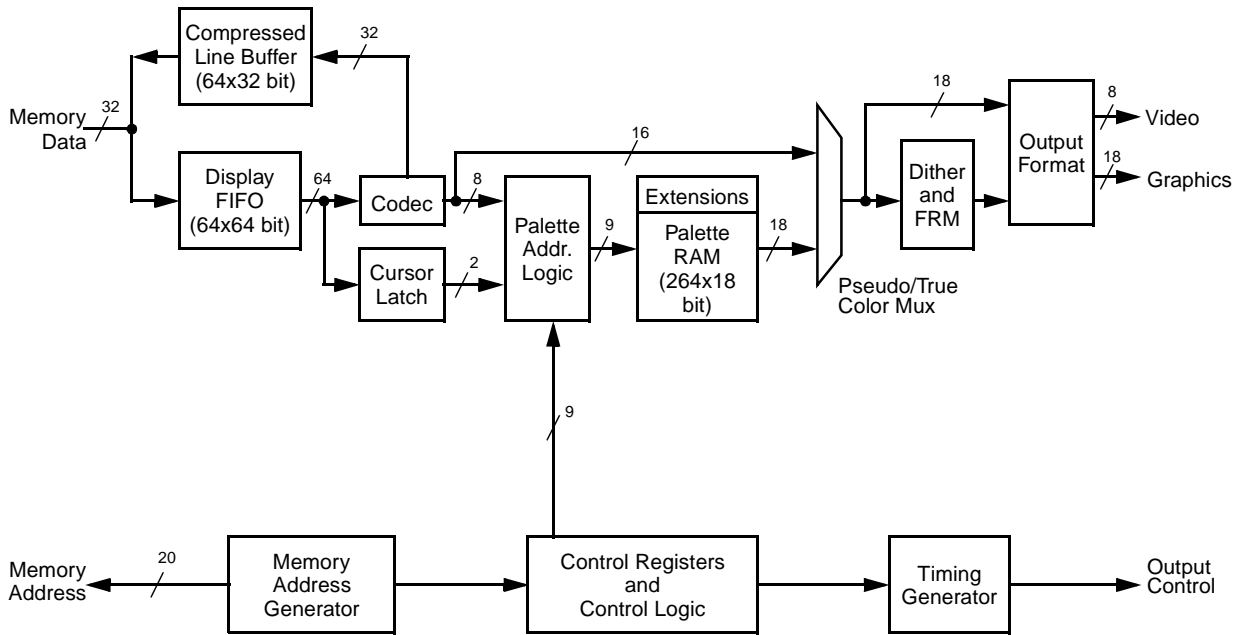 Compressed
Line Buffer
(64x32 bit)
32
32
Memory
Data
Display
FIFO
(64x64 bit)
64
Codec
8
16
Cursor
Latch
2
Palette
Addr.
Logic
9
Extensions
Palette
RAM
(264x18
bit)
18
Pseudo/True
Color Mux
18
Dither
and
FRM
Output
Format
8
Video
18
Graphics
9
Memory
Address
20
Memory
Address
Generator
Control Registers
and
Control Logic
Timing
Generator
Output
Control